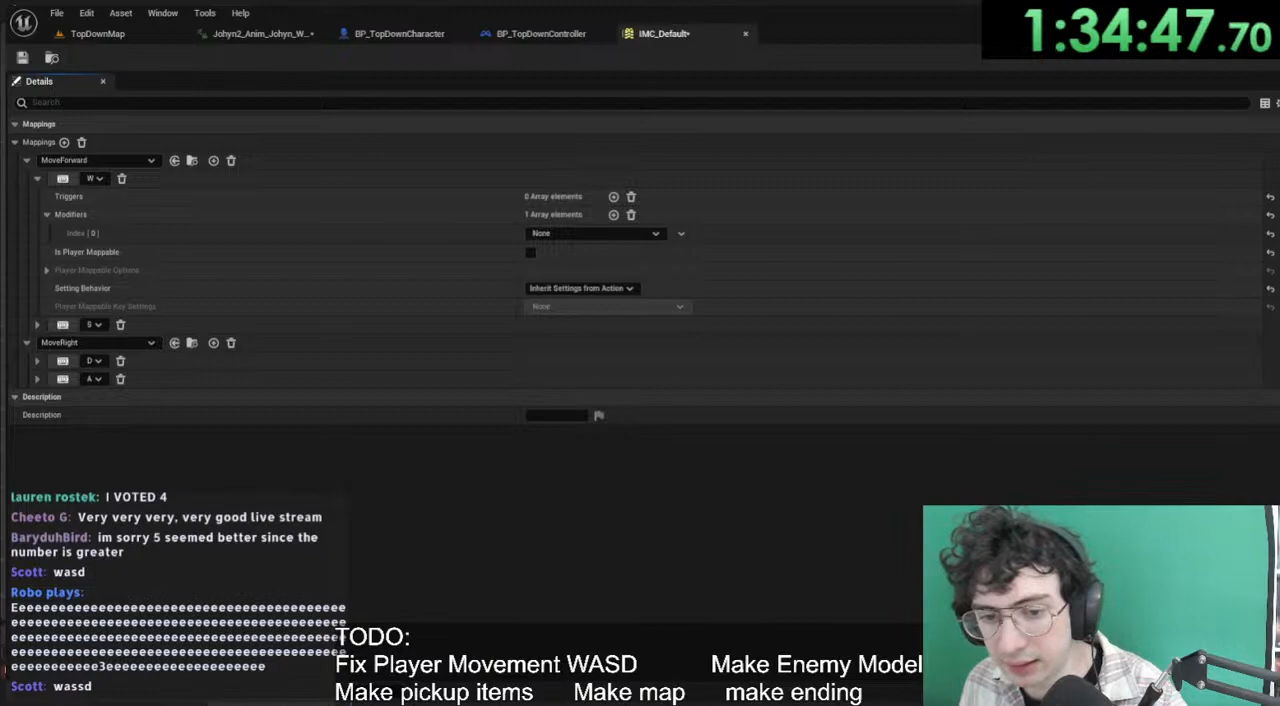 File Edit Asset Window Tools Help
1:34:47.70
TopDownMap Johyn2_Anim_Johyn_W...* BP_TopDownCharacter BP_TopDownController IMC_Default*
Details
Search
Mappings
Mappings
MoveForward
W
Triggers 0 Array elements
Modifiers 1 Array elements
Index [ 0 ] None
Is Player Mappable
Player Mappable Options
Setting Behavior Inherit Settings from Action
Player Mappable Key Settings None
S
MoveRight
D
A
Description
Description
lauren rostek: I VOTED 4
Cheeto G: Very very very, very good live stream
BaryduhBird: im sorry 5 seemed better since the
number is greater
Scott: wasd
Robo plays:
Scott: wassd
TODO:
Fix Player Movement WASD Make Enemy Model
Make pickup items Make map make ending